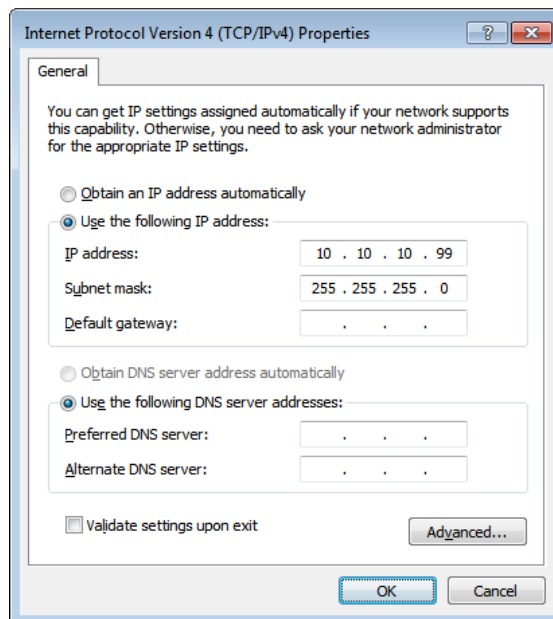 Internet Protocol Version 4 (TCP/IPv4) Properties
General
You can get IP settings assigned automatically if your network supports
this capability. Otherwise, you need to ask your network administrator
for the appropriate IP settings.
Obtain an IP address automatically
Use the following IP address:
IP address: 10 . 10 . 10 . 99
Subnet mask: 255 . 255 . 255 . 0
Default gateway: . . .
Obtain DNS server address automatically
Use the following DNS server addresses:
Preferred DNS server: . . .
Alternate DNS server: . . .
Validate settings upon exit
Advanced...
OK Cancel